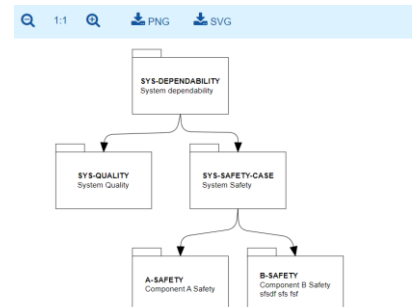 1:1 PNG SVG
SYS-DEPENDABILITY
System dependability
SYS-QUALITY
System Quality
SYS-SAFETY-CASE
System Safety
A-SAFETY
Component A Safety
B-SAFETY
Component B Safety
sfsdf sfs fsf